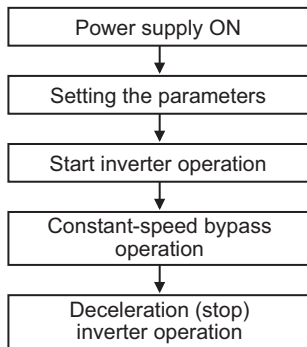 Power supply ON
Setting the parameters
Start inverter operation
Constant-speed bypass
operation
Deceleration (stop)
inverter operation